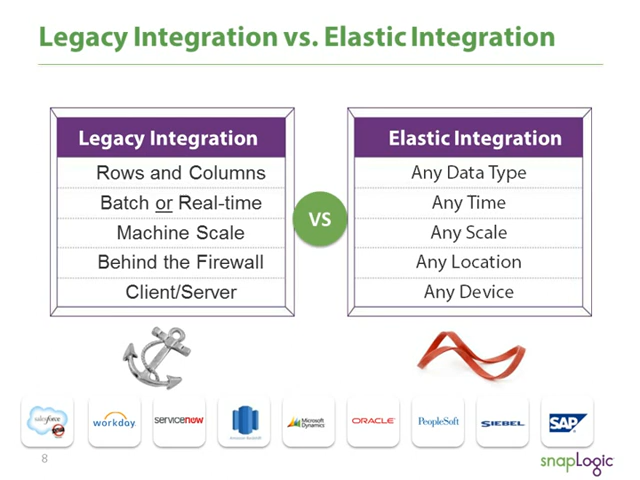 Legacy Integration vs. Elastic Integration
Legacy Integration
Rows and Columns
Batch or Real-time
Machine Scale
Behind the Firewall
Client/Server
VS
Elastic Integration
Any Data Type
Any Time
Any Scale
Any Location
Any Device
salesforce
workday
servicenow
Amazon Redshift
Microsoft
Dynamics
ORACLE
PeopleSoft
SIEBEL
SAP
8
snapLogic